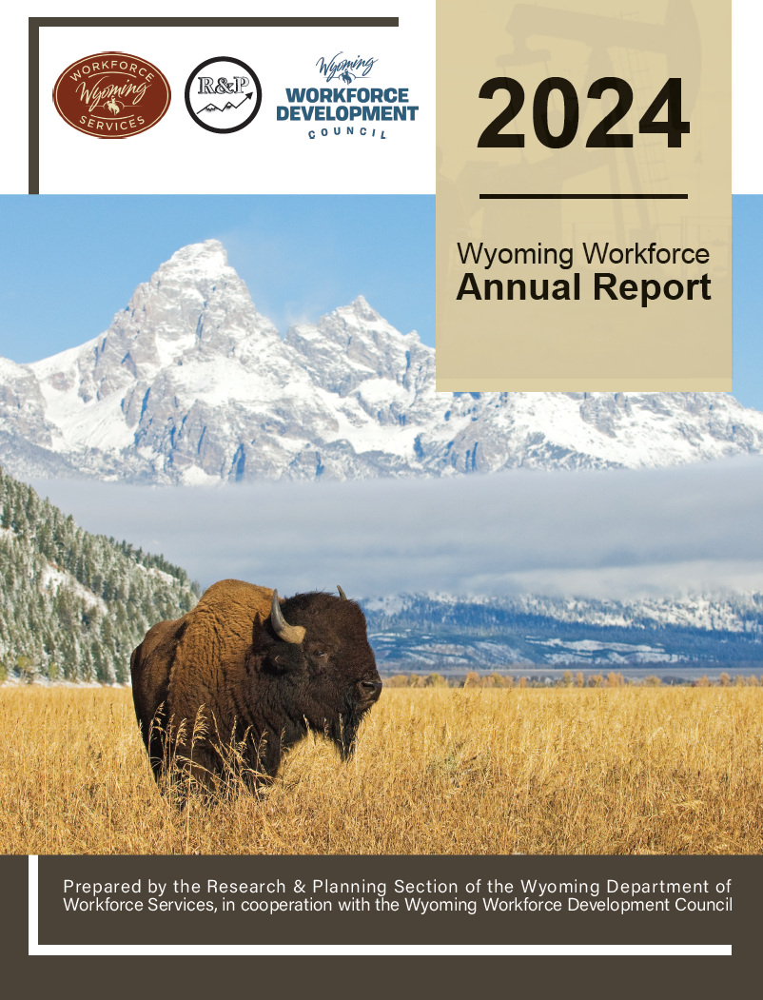 WORKFORCE
Wyoming
SERVICES
R&P
Wyoming
WORKFORCE
DEVELOPMENT
COUNCIL
2024
Wyoming Workforce
Annual Report
Prepared by the Research & Planning Section of the Wyoming Department of
Workforce Services, in cooperation with the Wyoming Workforce Development Council